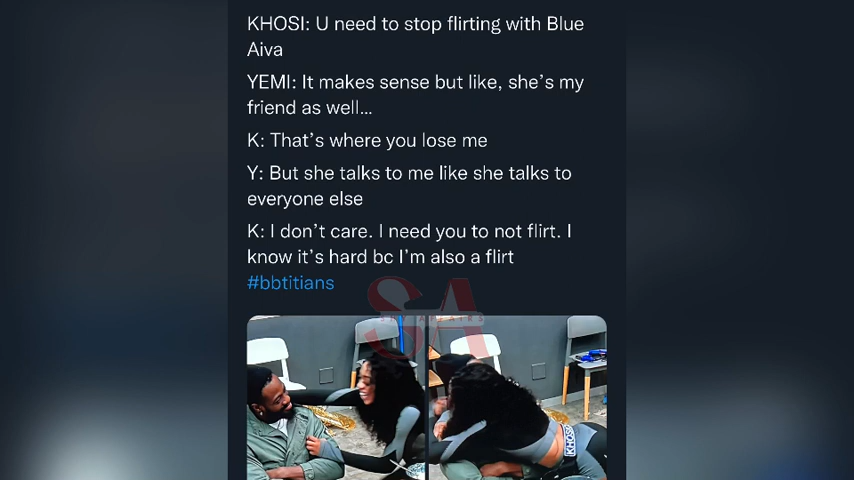 KHOSI: U need to stop flirting with Blue
Aiva
YEMI: It makes sense but like, she's my
friend as well...
K: That's where you lose me
Y: But she talks to me like she talks to
everyone else
K: I don't care. I need you to not flirt. I
know it's hard bc I'm also a flirt
#bbtitians
SA
KHOSI